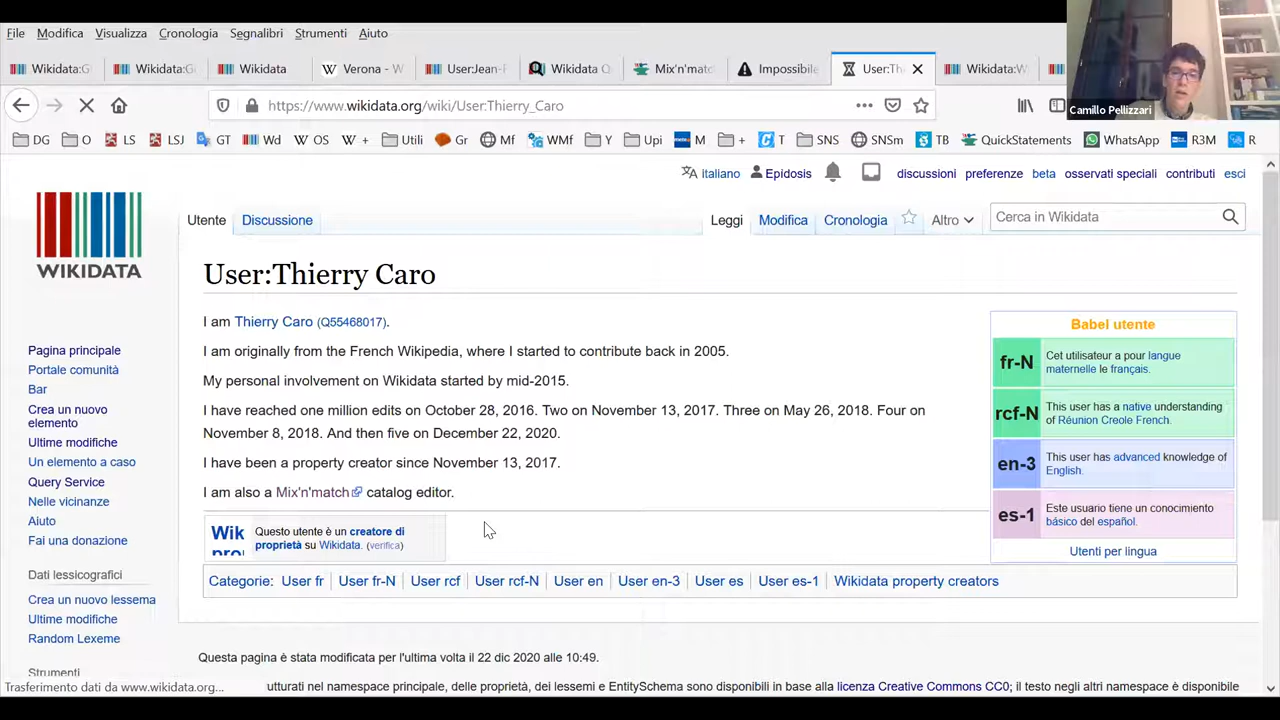 File Modifica Visualizza Cronologia Segnalibri Strumenti Aiuto
Wikidata:G Wikidata:G Wikidata Verona - W User:Jean- Wikidata Q Mix'n'mat Impossibile User:Th Wikidata:W
Camillo Pellizzari
https://www.wikidata.org/wiki/User:Thierry_Caro
DG O LS LSJ GT Wd OS + Utili Gr Mf WMf Y Upi M + T SNS SNSm TB QuickStatements WhatsApp R3M R
italiano Epidosis discussioni preferenze beta osservati speciali contributi esci
Utente Discussione Leggi Modifica Cronologia Altro Cerca in Wikidata
WIKIDATA
User:Thierry Caro
I am Thierry Caro (Q55468017).
I am originally from the French Wikipedia, where I started to contribute back in 2005.
My personal involvement on Wikidata started by mid-2015.
I have reached one million edits on October 28, 2016. Two on November 13, 2017. Three on May 26, 2018. Four on
November 8, 2018. And then five on December 22, 2020.
I have been a property creator since November 13, 2017.
I am also a Mix'n'match catalog editor.
Wik
pro
Questo utente è un creatore di
proprietà su Wikidata. (verifica)
Babel utente
fr-N
Cet utilisateur a pour langue
maternelle le français.
rcf-N
This user has a native understanding
of Réunion Creole French.
en-3
This user has advanced knowledge of
English.
es-1
Este usuario tiene un conocimiento
básico del español.
Utenti per lingua
Categorie: User fr User fr-N User rcf User rcf-N User en User en-3 User es User es-1 Wikidata property creators
Pagina principale
Portale comunità
Bar
Crea un nuovo
elemento
Ultime modifiche
Un elemento a caso
Query Service
Nelle vicinanze
Aiuto
Fai una donazione
Dati lessicografici
Crea un nuovo lessema
Ultime modifiche
Random Lexeme
Strumenti
Questa pagina è stata modificata per l'ultima volta il 22 dic 2020 alle 10:49.
Trasferimento dati da www.wikidata.org...
utturati nel namespace principale, delle proprietà, dei lessemi e EntitySchema sono disponibili in base alla licenza Creative Commons CC0; il testo negli altri namespace è disponibile